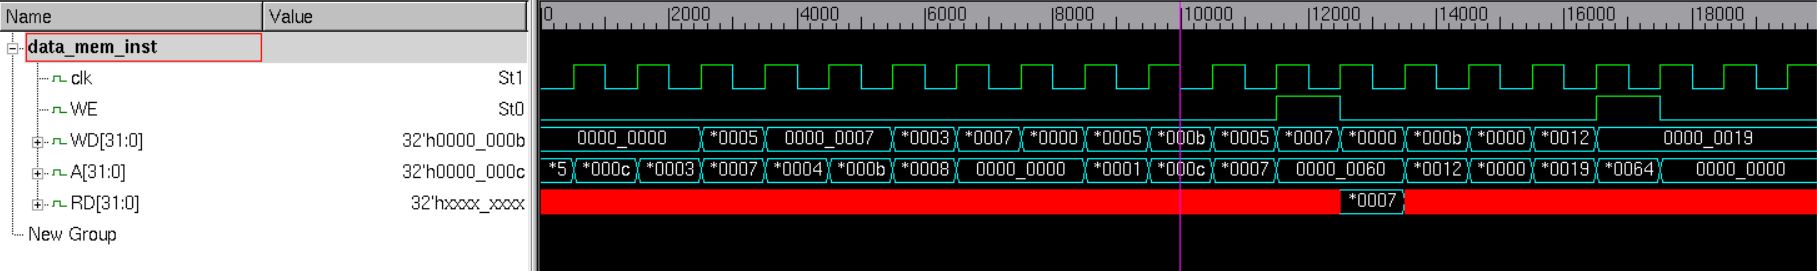 Name Value 0 2000 4000 6000 8000 10000 12000 14000 16000 18000
data_mem_inst
clk St1
WE St0
WD[31:0] 32'h0000_000b 0000_0000 *0005 0000_0007 *0003 *0007 *0000 *0005 *000b *0005 *0007 *0000 *000b *0000 *0012 0000_0019
A[31:0] 32'h0000_000c *5 *000c *0003 *0007 *0004 *000b *0008 0000_0000 *0001 *000c *0007 0000_0060 *0012 *0000 *0019 *0064 0000_0000
RD[31:0] 32'hxxxx_xxxx *0007
New Group